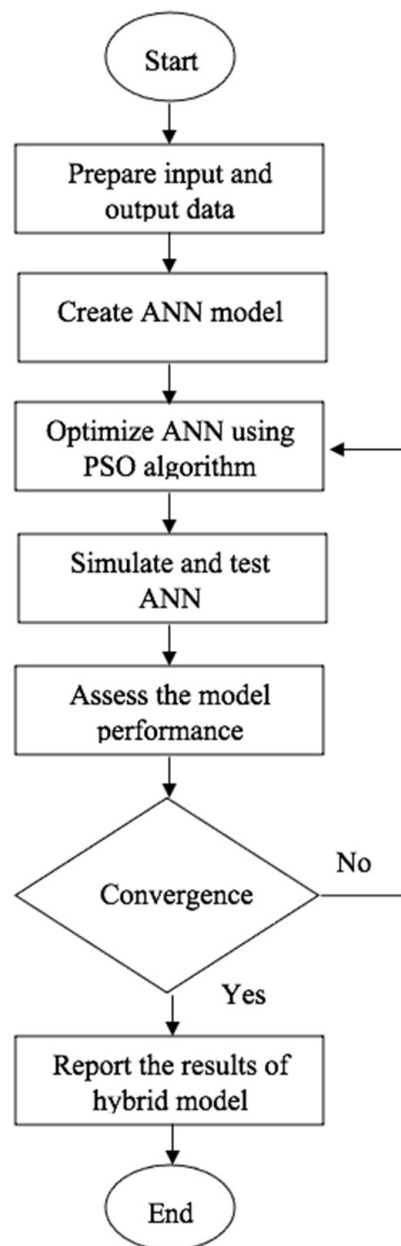 Start
Prepare input and
output data
Create ANN model
Optimize ANN using
PSO algorithm
Simulate and test
ANN
Assess the model
performance
Convergence
No
Yes
Report the results of
hybrid model
End